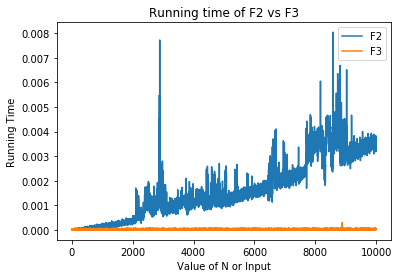 Running time of F2 vs F3
F2
F3
0.008
0.007
0.006
0.005
0.004
0.003
0.002
0.001
0.000
Running Time
0 2000 4000 6000 8000 10000
Value of N or Input